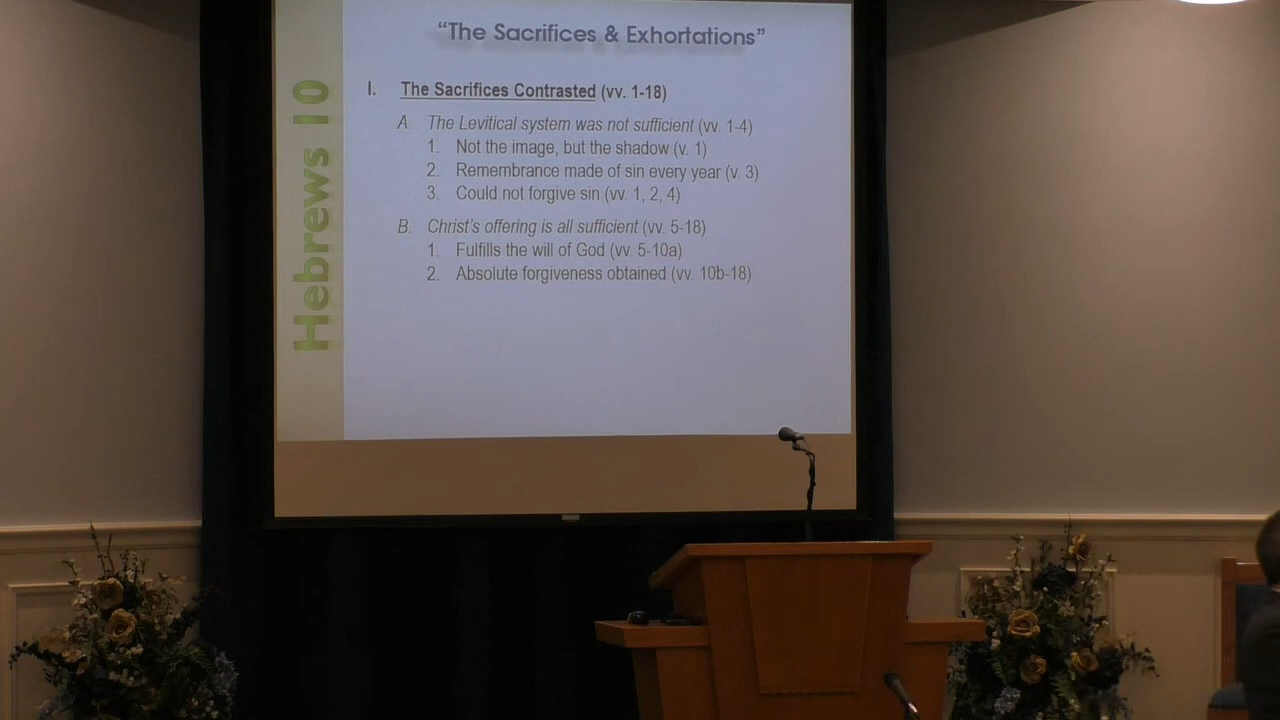 “The Sacrifices & Exhortations”
Hebrews 10
I. The Sacrifices Contrasted (vv. 1-18)
A. The Levitical system was not sufficient (vv. 1-4)
1. Not the image, but the shadow (v. 1)
2. Remembrance made of sin every year (v. 3)
3. Could not forgive sin (vv. 1, 2, 4)
B. Christ’s offering is all sufficient (vv. 5-18)
1. Fulfills the will of God (vv. 5-10a)
2. Absolute forgiveness obtained (vv. 10b-18)